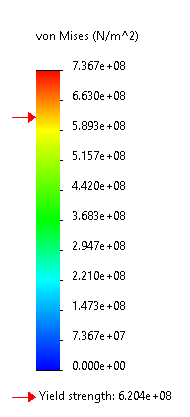 von Mises (N/m^2)
7.367e+08
6.630e+08
5.893e+08
5.157e+08
4.420e+08
3.683e+08
2.947e+08
2.210e+08
1.473e+08
7.367e+07
0.000e+00
Yield strength: 6.204e+08